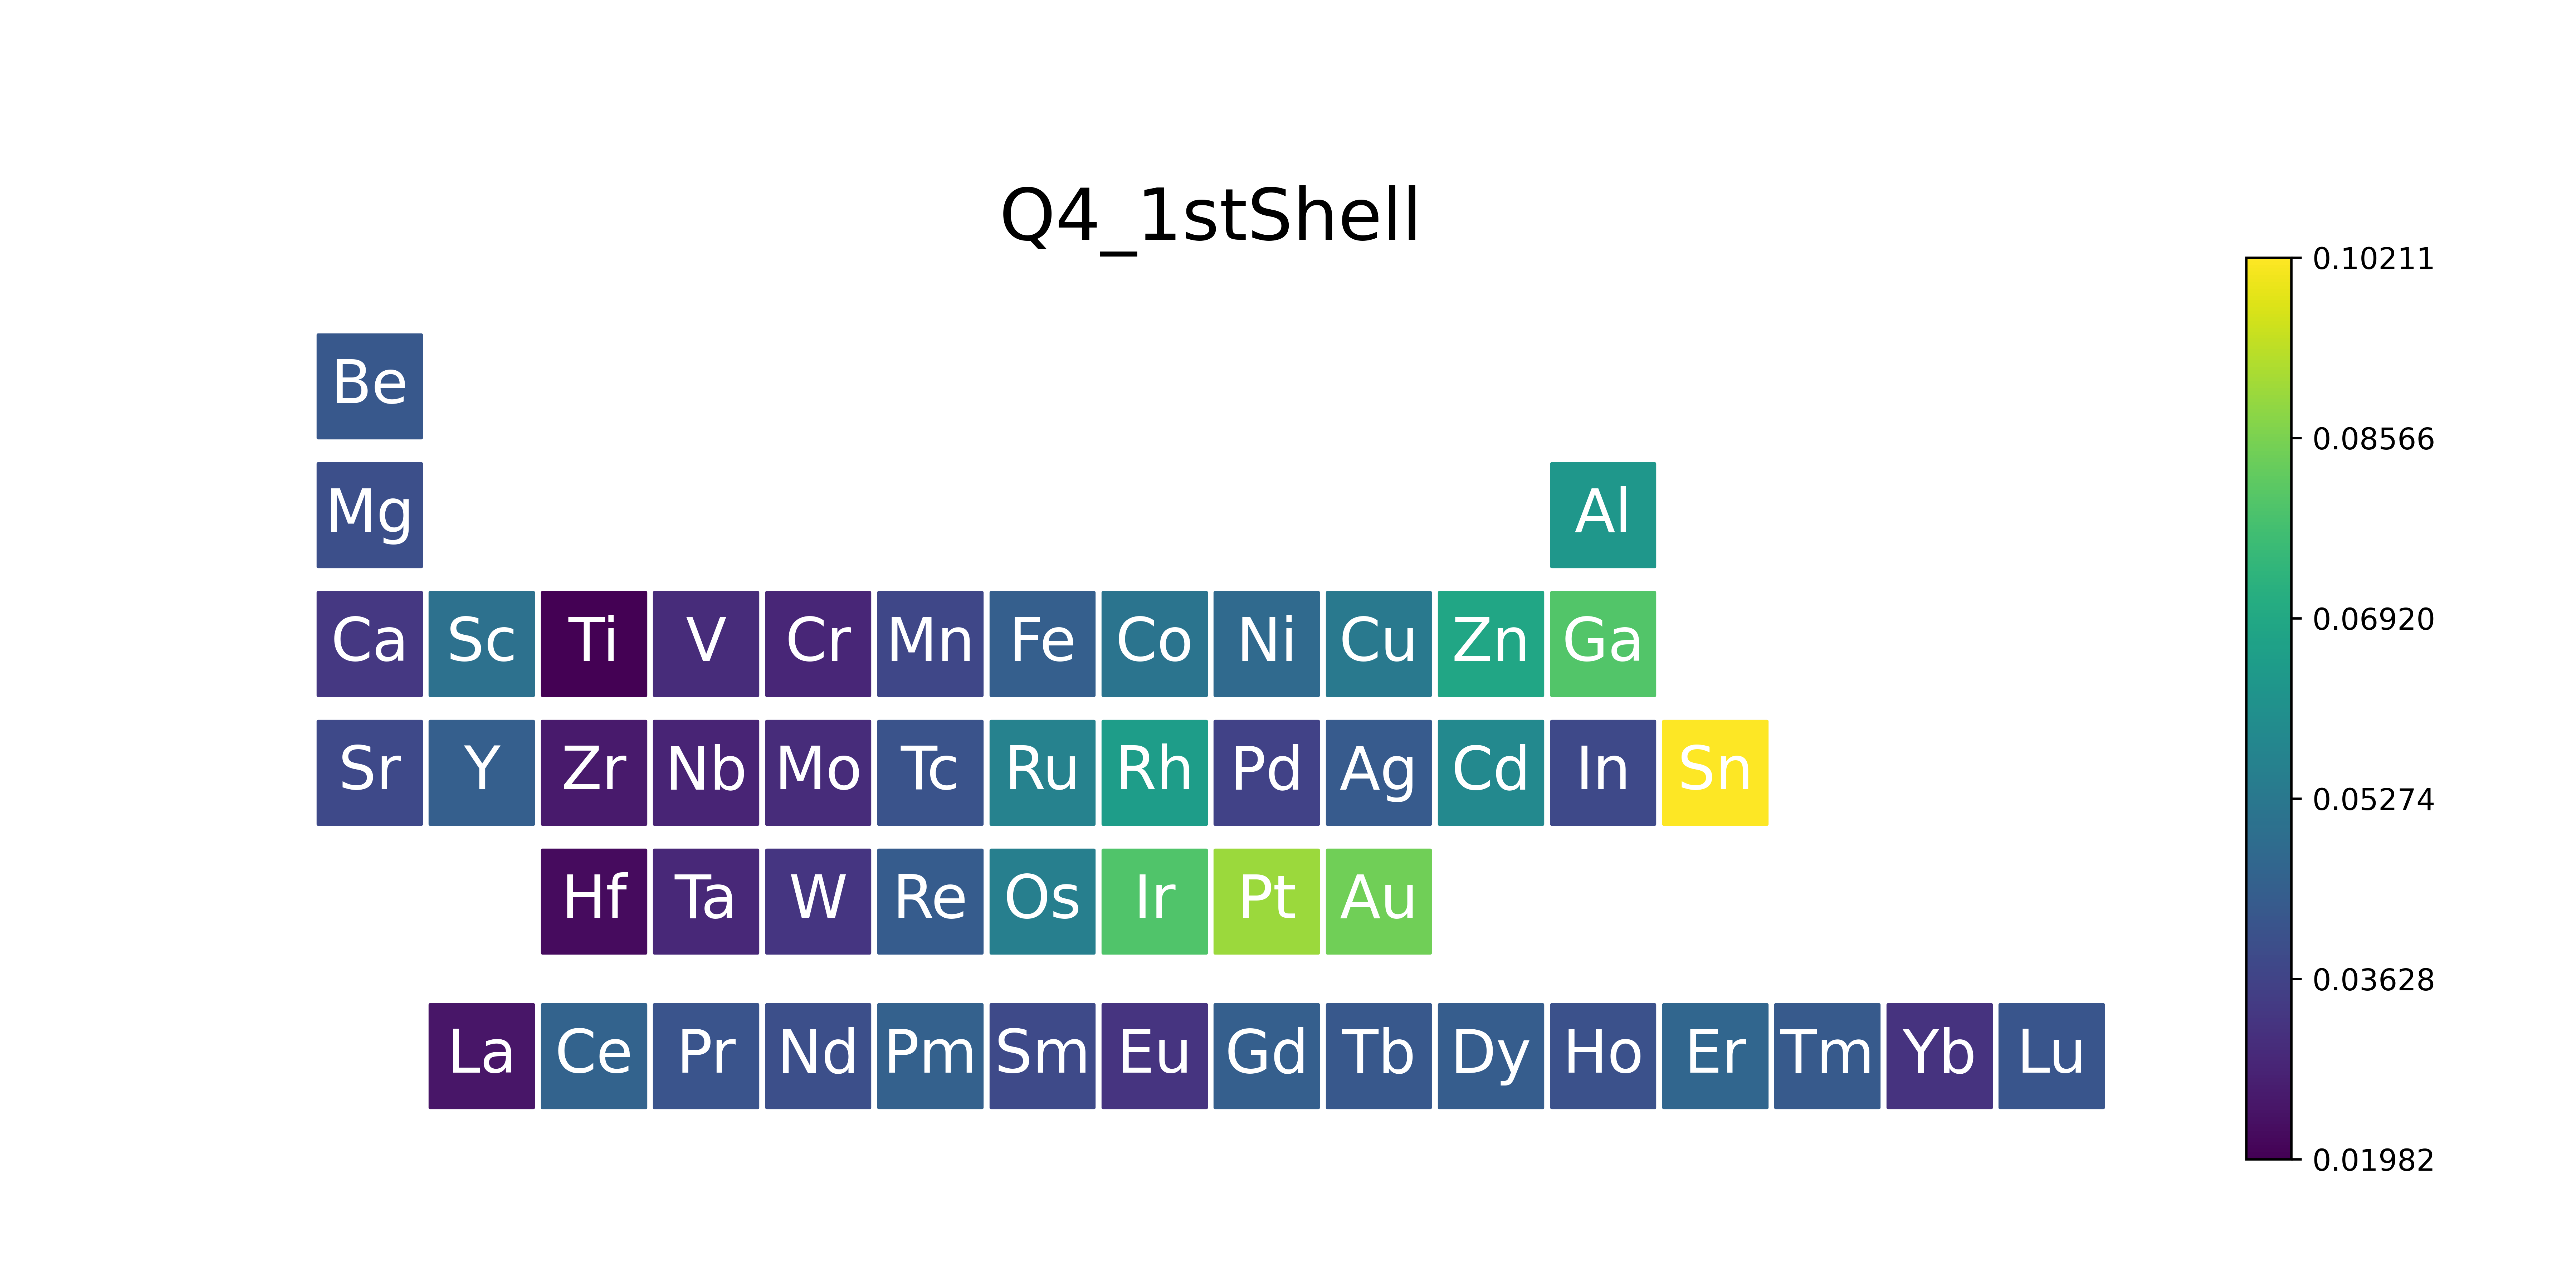 Q4_1stShell
0.10211
Be
0.08566
Mg Al
Ca Sc Ti V Cr Mn Fe Co Ni Cu Zn Ga
0.06920
Sr Y Zr Nb Mo Tc Ru Rh Pd Ag Cd In Sn
0.05274
Hf Ta W Re Os Ir Pt Au
0.03628
La Ce Pr Nd Pm Sm Eu Gd Tb Dy Ho Er Tm Yb Lu
0.01982